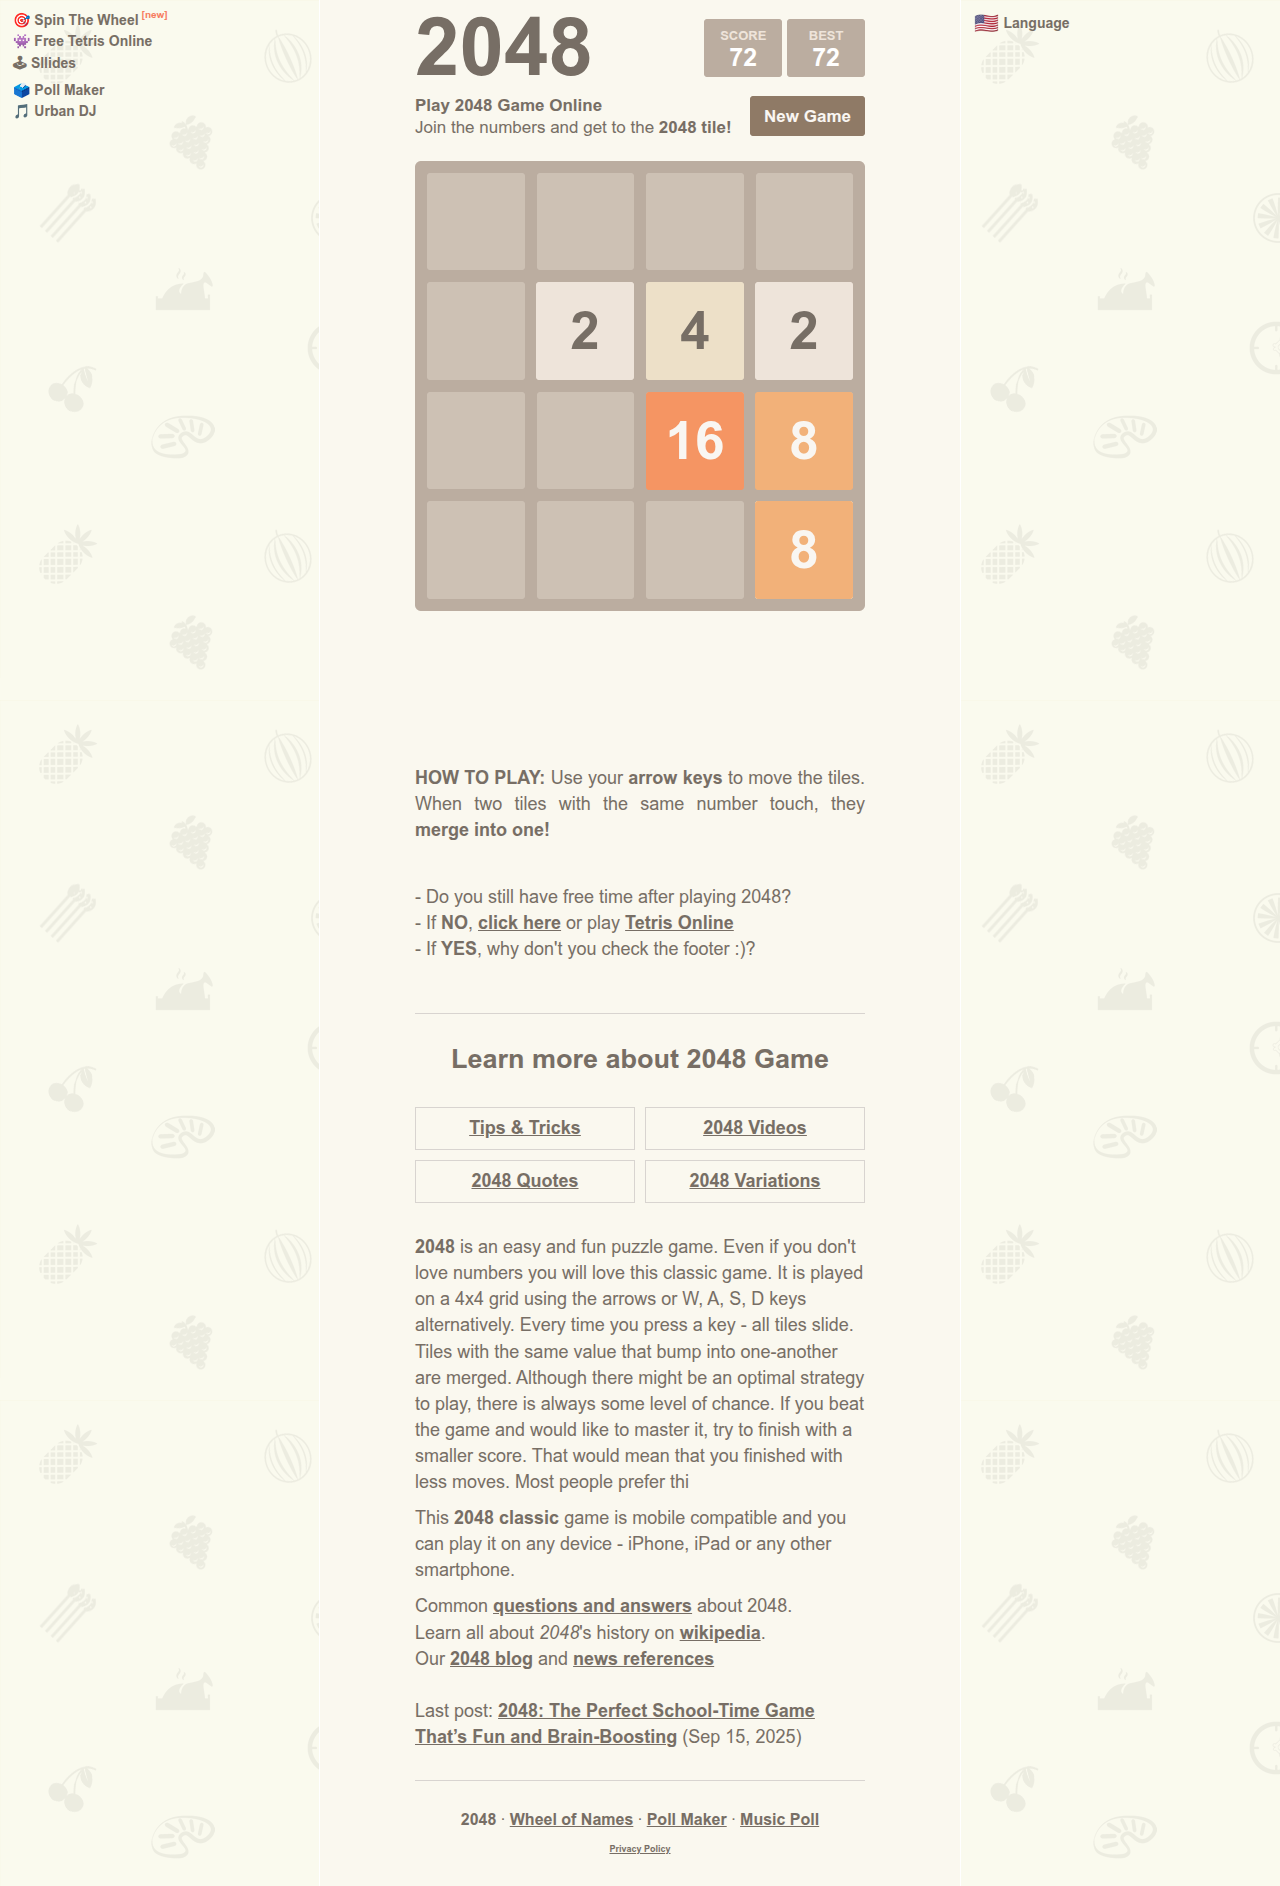 🎯 Spin The Wheel [new]
👾 Free Tetris Online
🕹 Sllides
🗳 Poll Maker
🎵 Urban DJ
🇺🇸 Language
2048
SCORE
72
BEST
72
Play 2048 Game Online
Join the numbers and get to the 2048 tile!
New Game
2 4 2
16 8
8
HOW TO PLAY: Use your arrow keys to move the tiles.
When two tiles with the same number touch, they
merge into one!
- Do you still have free time after playing 2048?
- If NO, click here or play Tetris Online
- If YES, why don't you check the footer :)?
Learn more about 2048 Game
Tips & Tricks
2048 Videos
2048 Quotes
2048 Variations
2048 is an easy and fun puzzle game. Even if you don't
love numbers you will love this classic game. It is played
on a 4x4 grid using the arrows or W, A, S, D keys
alternatively. Every time you press a key - all tiles slide.
Tiles with the same value that bump into one-another
are merged. Although there might be an optimal strategy
to play, there is always some level of chance. If you beat
the game and would like to master it, try to finish with a
smaller score. That would mean that you finished with
less moves. Most people prefer thi
This 2048 classic game is mobile compatible and you
can play it on any device - iPhone, iPad or any other
smartphone.
Common questions and answers about 2048.
Learn all about 2048's history on wikipedia.
Our 2048 blog and news references
Last post: 2048: The Perfect School-Time Game
That’s Fun and Brain-Boosting (Sep 15, 2025)
2048 · Wheel of Names · Poll Maker · Music Poll
Privacy Policy